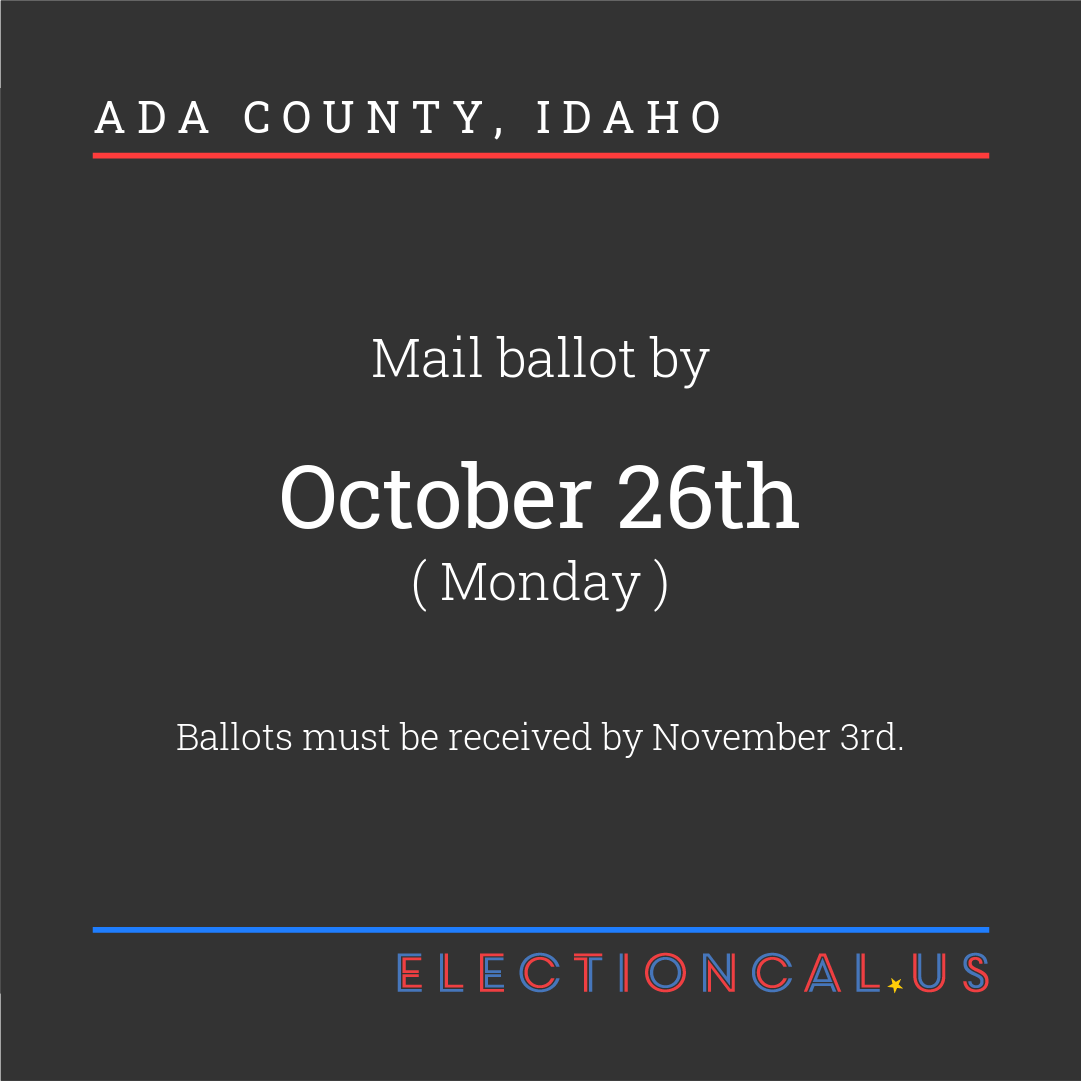 ADA COUNTY, IDAHO
Mail ballot by
October 26th
( Monday )
Ballots must be received by November 3rd.
ELECTIONCAL.US